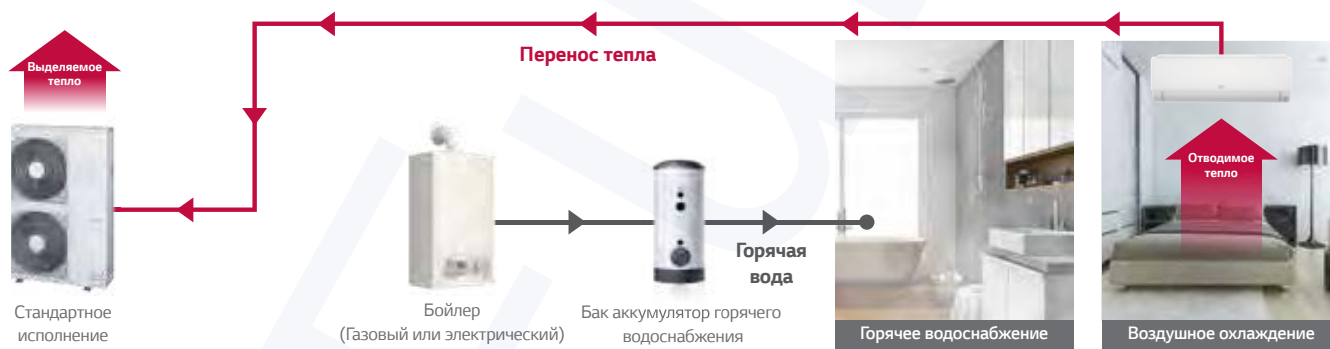 Перенос тепла
Выделяемое
тепло
Отводимое
тепло
Горячая
вода
Стандартное
исполнение
Бойлер
(Газовый или электрический)
Бак аккумулятор горячего
водоснабжения
Горячее водоснабжение
Воздушное охлаждение